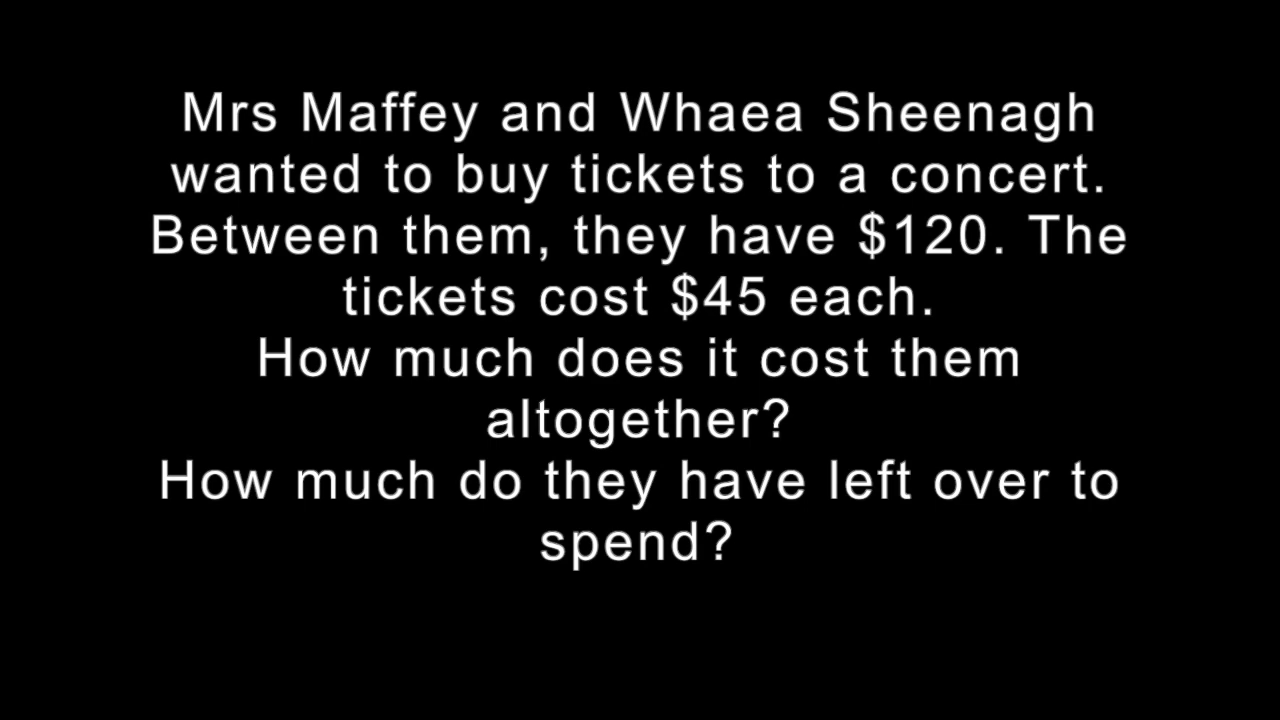 Mrs Maffey and Whaea Sheenagh
wanted to buy tickets to a concert.
Between them, they have $120. The
tickets cost $45 each.
How much does it cost them
altogether?
How much do they have left over to
spend?